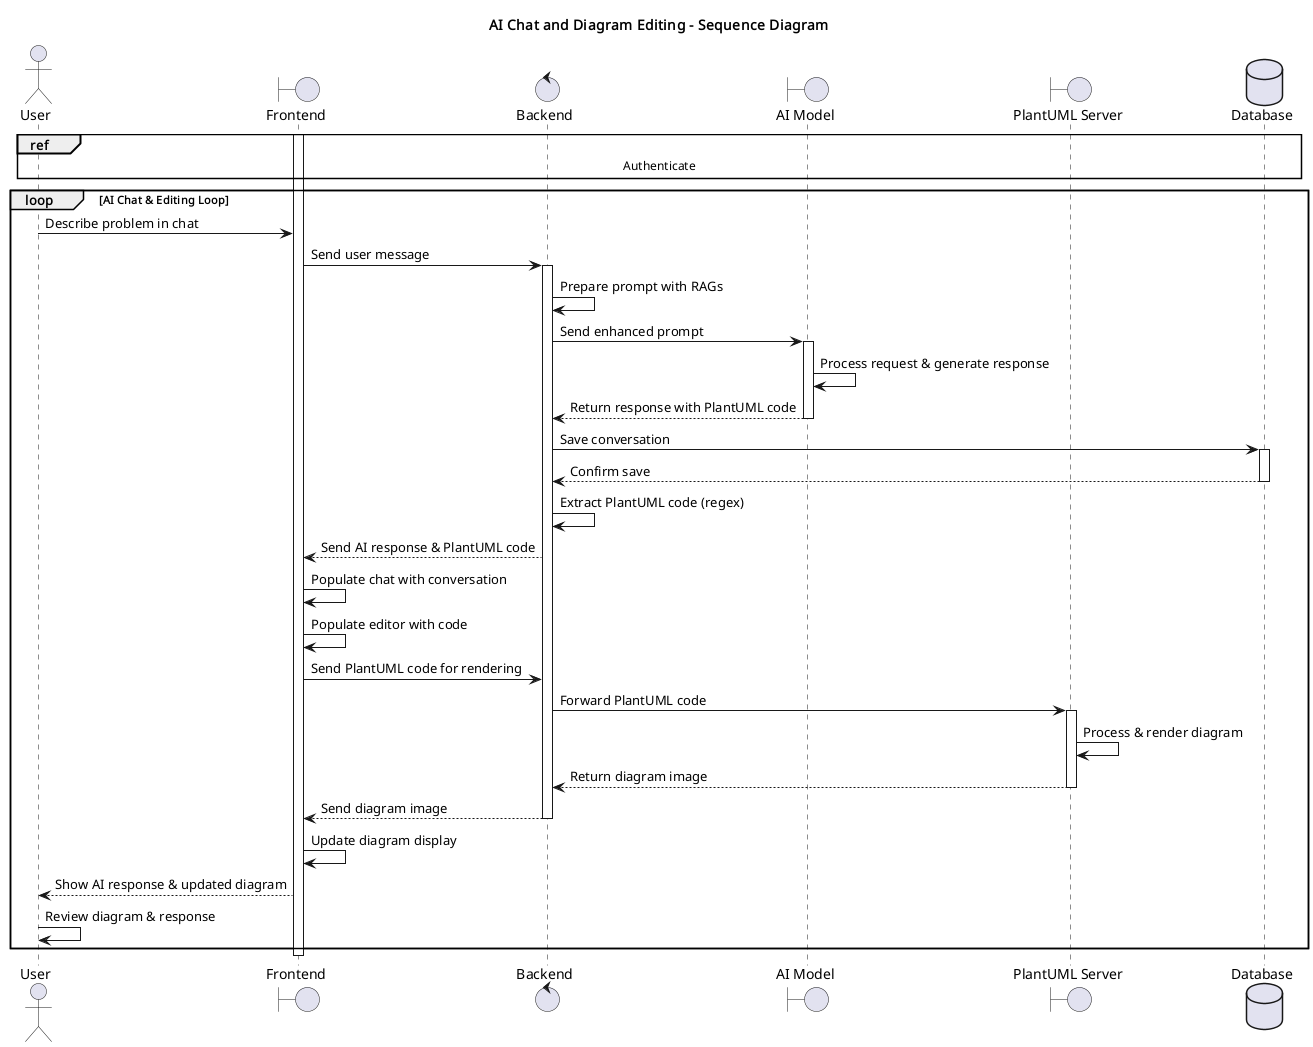 AI Chat and Diagram Editing - Sequence Diagram
User
Frontend
Backend
AI Model
PlantUML Server
Database
ref
Authenticate
loop
[AI Chat & Editing Loop]
Describe problem in chat
Send user message
Prepare prompt with RAGs
Send enhanced prompt
Process request & generate response
Return response with PlantUML code
Save conversation
Confirm save
Extract PlantUML code (regex)
Send AI response & PlantUML code
Populate chat with conversation
Populate editor with code
Send PlantUML code for rendering
Forward PlantUML code
Process & render diagram
Return diagram image
Send diagram image
Update diagram display
Show AI response & updated diagram
Review diagram & response
User
Frontend
Backend
AI Model
PlantUML Server
Database